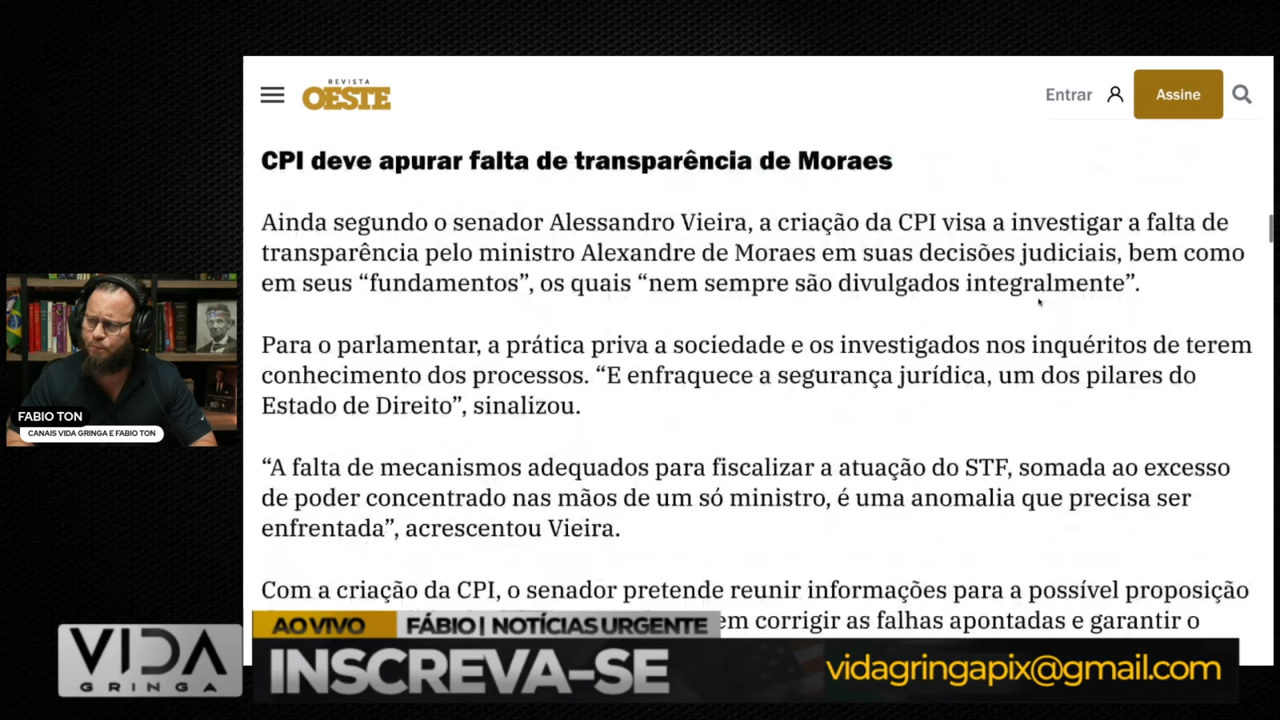 REVISTA
OESTE
Entrar
Assine
CPI deve apurar falta de transparência de Moraes
Ainda segundo o senador Alessandro Vieira, a criação da CPI visa a investigar a falta de
transparência pelo ministro Alexandre de Moraes em suas decisões judiciais, bem como
em seus “fundamentos”, os quais “nem sempre são divulgados integralmente”.
Para o parlamentar, a prática priva a sociedade e os investigados nos inquéritos de terem
conhecimento dos processos. “E enfraquece a segurança jurídica, um dos pilares do
Estado de Direito”, sinalizou.
“A falta de mecanismos adequados para fiscalizar a atuação do STF, somada ao excesso
de poder concentrado nas mãos de um só ministro, é uma anomalia que precisa ser
enfrentada”, acrescentou Vieira.
Com a criação da CPI, o senador pretende reunir informações para a possível proposição
em corrigir as falhas apontadas e garantir o
FABIO TON
CANAIS VIDA GRINGA E FABIO TON
AO VIVO
FÁBIO | NOTÍCIAS URGENTE
VIDA
GRINGA
INSCREVA-SE
vidagringapix@gmail.com